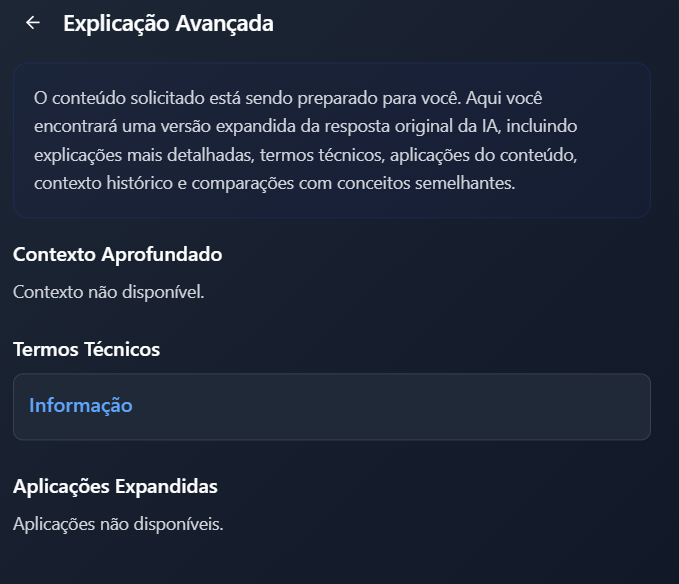 Explicação Avançada
O conteúdo solicitado está sendo preparado para você. Aqui você
encontrará uma versão expandida da resposta original da IA, incluindo
explicações mais detalhadas, termos técnicos, aplicações do conteúdo,
contexto histórico e comparações com conceitos semelhantes.
Contexto Aprofundado
Contexto não disponível.
Termos Técnicos
Informação
Aplicações Expandidas
Aplicações não disponíveis.